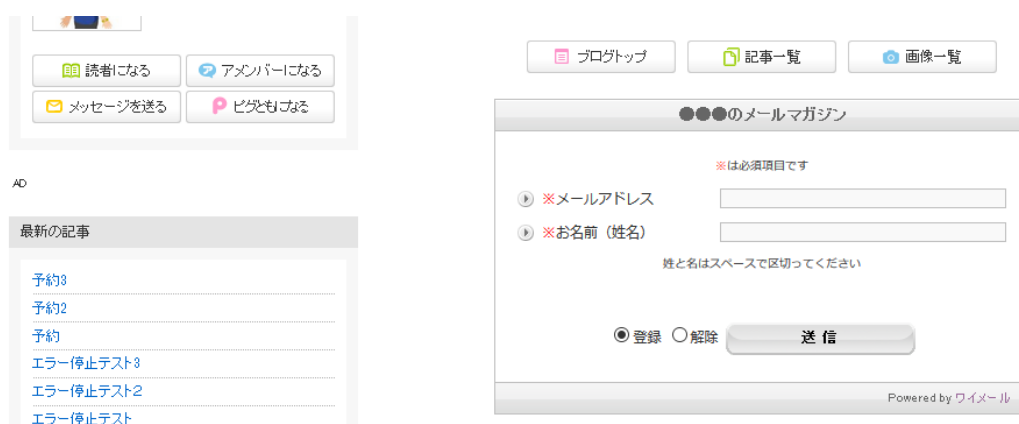 読者になる
アメンバーになる
メッセージを送る
ピグともになる
AD
最新の記事
予約3
予約2
予約
エラー停止テスト3
エラー停止テスト2
エラー停止テスト
ブログトップ
記事一覧
画像一覧
●●●のメールマガジン
※は必須項目です
※メールアドレス
※お名前（姓名）
姓と名はスペースで区切ってください
登録 解除 送信
Powered by ワイメール